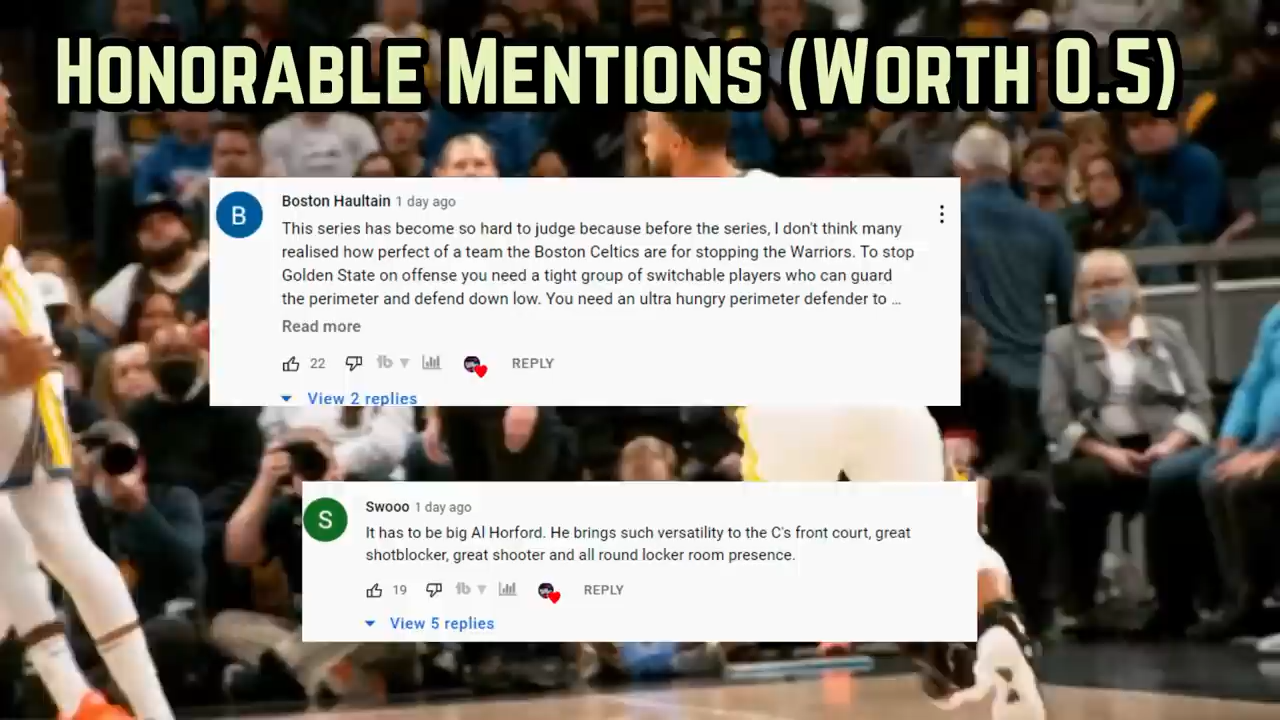 Honorable Mentions (Worth 0.5)
B
Boston Haultain 1 day ago
This series has become so hard to judge because before the series, I don't think many
realised how perfect of a team the Boston Celtics are for stopping the Warriors. To stop
Golden State on offense you need a tight group of switchable players who can guard
the perimeter and defend down low. You need an ultra hungry perimeter defender to ...
Read more
22 REPLY
View 2 replies
S
Swooo 1 day ago
It has to be big Al Horford. He brings such versatility to the C's front court, great
shotblocker, great shooter and all round locker room presence.
19 REPLY
View 5 replies